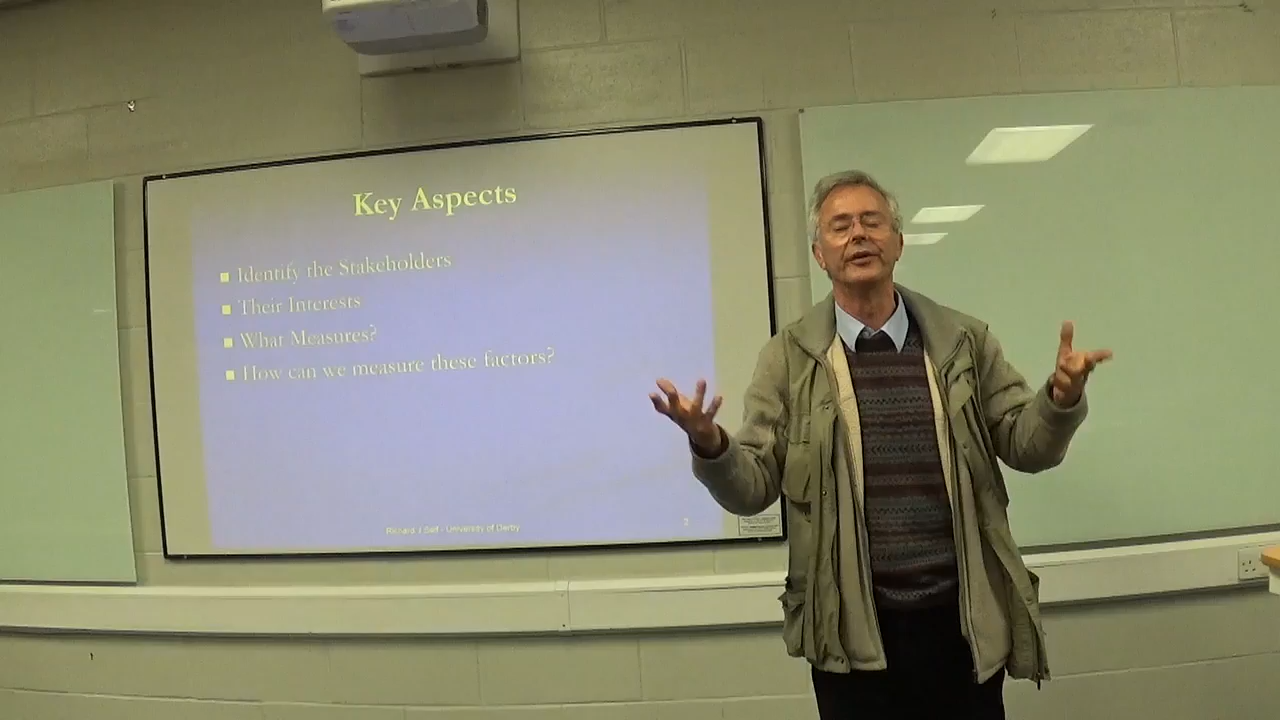 Key Aspects
■ Identify the Stakeholders
■ Their Interests
■ What Measures?
■ How can we measure these factors?
Richard J Self - University of Derby